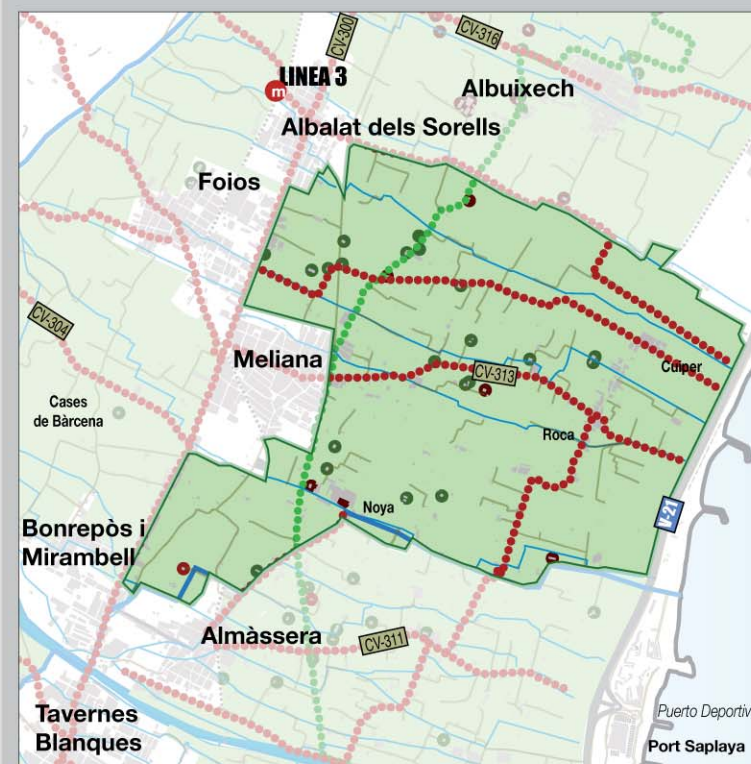 CV-300
CV-316
m LINEA 3
Albuixech
Albalat dels Sorells
Foios
CV-304
Meliana
CV-313
Cuiper
Cases
de Bàrcena
Roca
Noya
V-21
Bonrepòs i
Mirambell
Almàssera
CV-311
Tavernes
Blanques
Puerto Deportiv
Port Saplaya